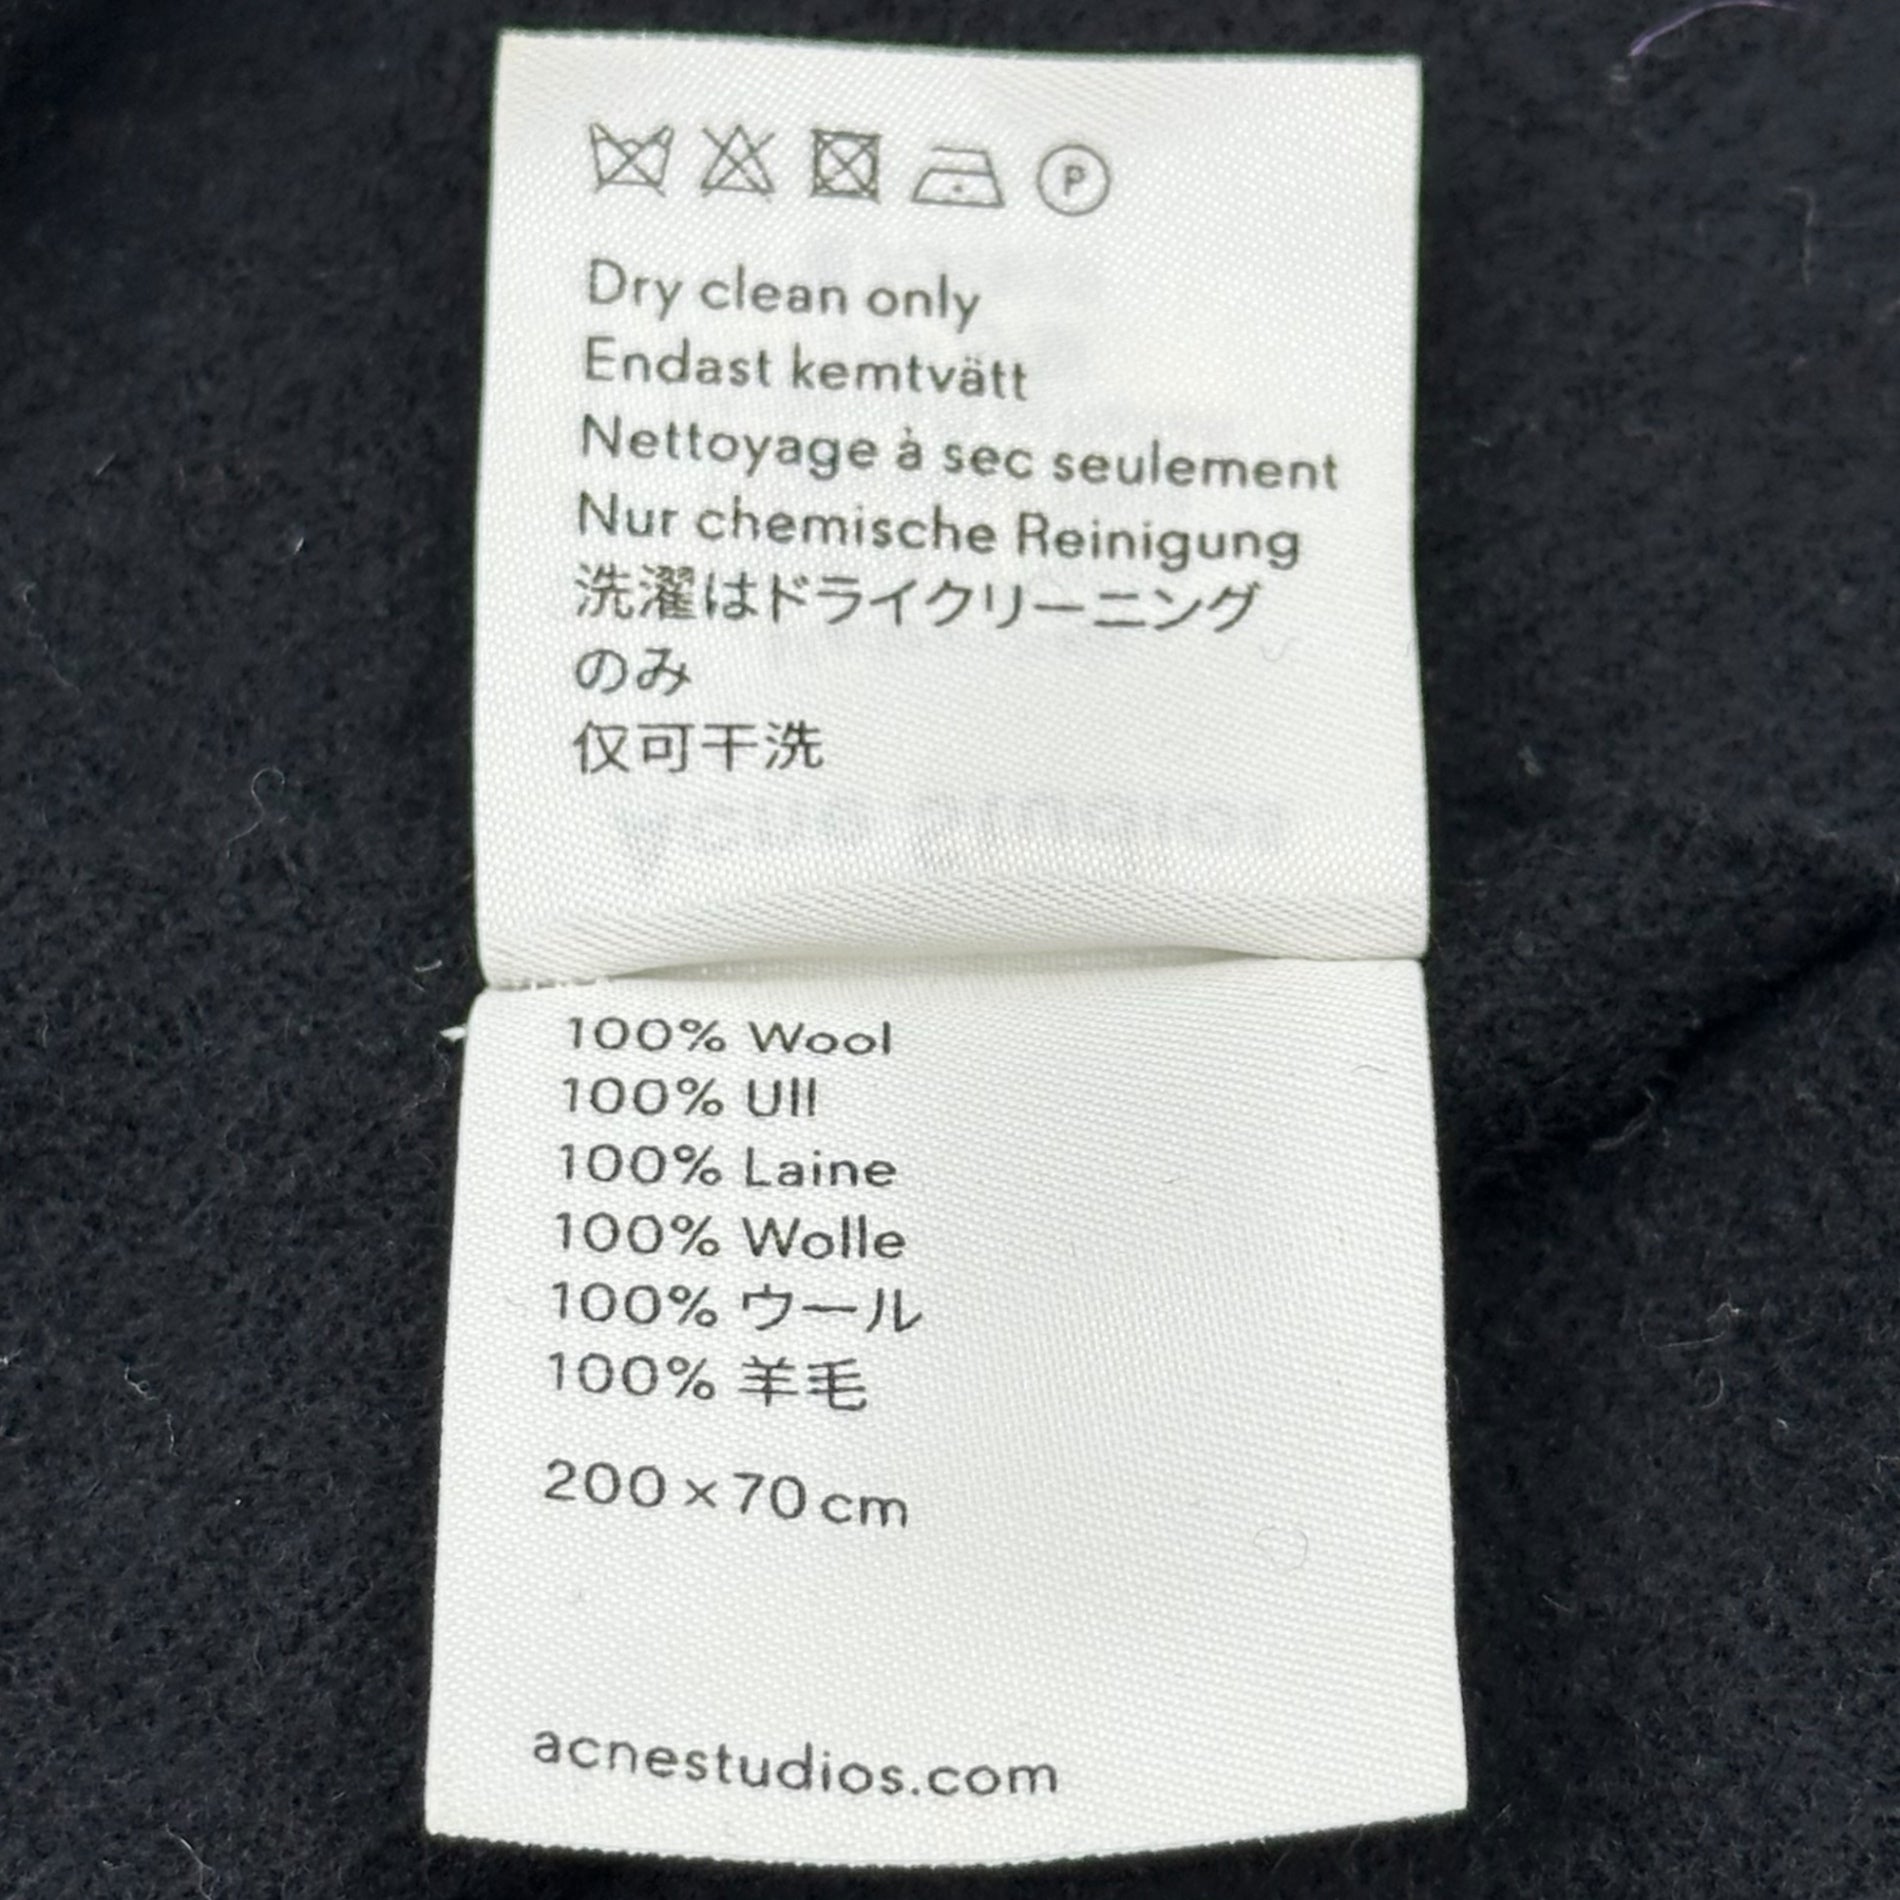 P
Dry clean only
Endast kemtvätt
Nettoyage à sec seulement
Nur chemische Reinigung
洗濯はドライクリーニング
のみ
仅可干洗
100% Wool
100% Ull
100% Laine
100% Wolle
100% ウール
100% 羊毛
200 × 70 cm
acnestudios.com